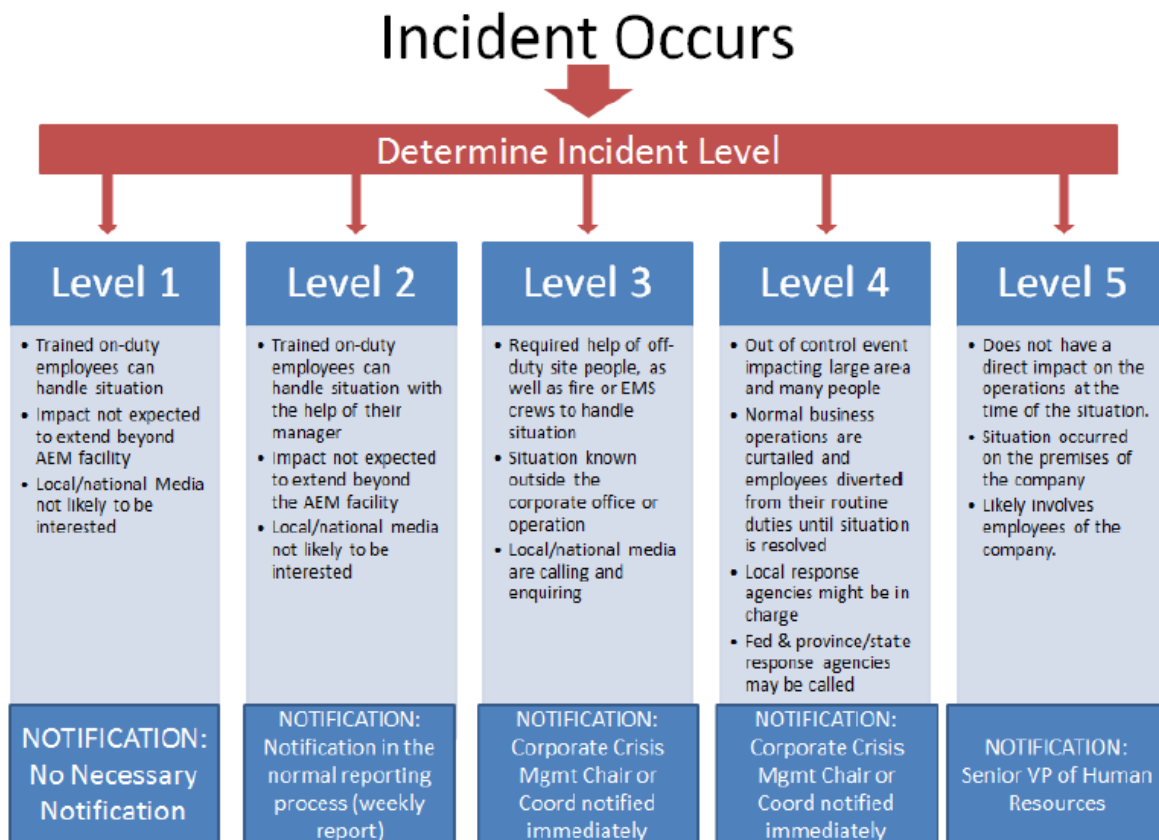 Incident Occurs
Determine Incident Level
Level 1
• Trained on-duty
employees can
handle situation
• Impact not expected
to extend beyond
AEM facility
• Local/national Media
not likely to be
interested
NOTIFICATION:
No Necessary
Notification
Level 2
• Trained on-duty
employees can
handle situation with
the help of their
manager
• Impact not expected
to extend beyond
the AEM facility
• Local/national media
not likely to be
interested
NOTIFICATION:
Notification in the
normal reporting
process (weekly
report)
Level 3
• Required help of off-
duty site people, as
well as fire or EMS
crews to handle
situation
• Situation known
outside the
corporate office or
operation
• Local/national media
are calling and
enquiring
NOTIFICATION:
Corporate Crisis
Mgmt Chair or
Coord notified
immediately
Level 4
• Out of control event
impacting large area
and many people
• Normal business
operations are
curtailed and
employees diverted
from their routine
duties until situation
is resolved
• Local response
agencies might be in
charge
• Fed & province/state
response agencies
may be called
NOTIFICATION:
Corporate Crisis
Mgmt Chair or
Coord notified
immediately
Level 5
• Does not have a
direct impact on the
operations at the
time of the situation.
• Situation occurred
on the premises of
the company
• Likely involves
employees of the
company.
NOTIFICATION:
Senior VP of Human
Resources